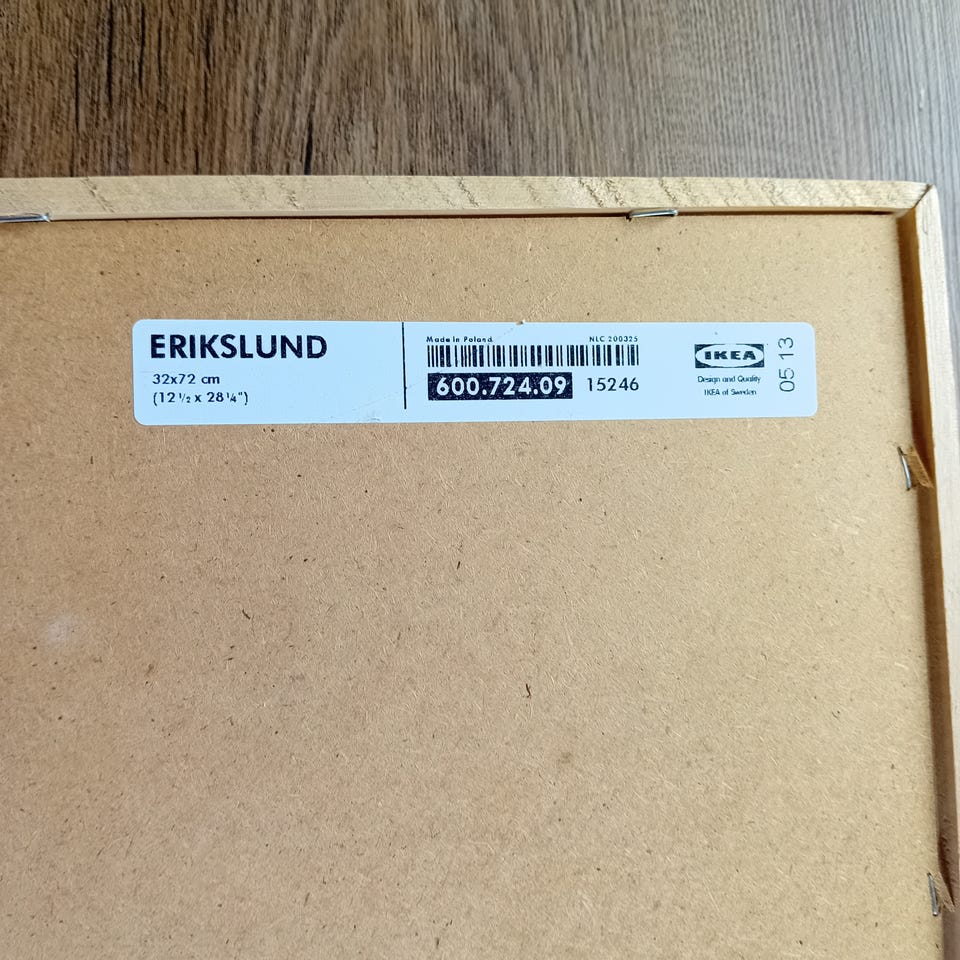 ERIKSLUND
32x72 cm
(12 ½ x 28 ¼")
Made in Poland NLC 200325
600.724.09 15246
IKEA
Design and Quality
IKEA of Sweden
05 13